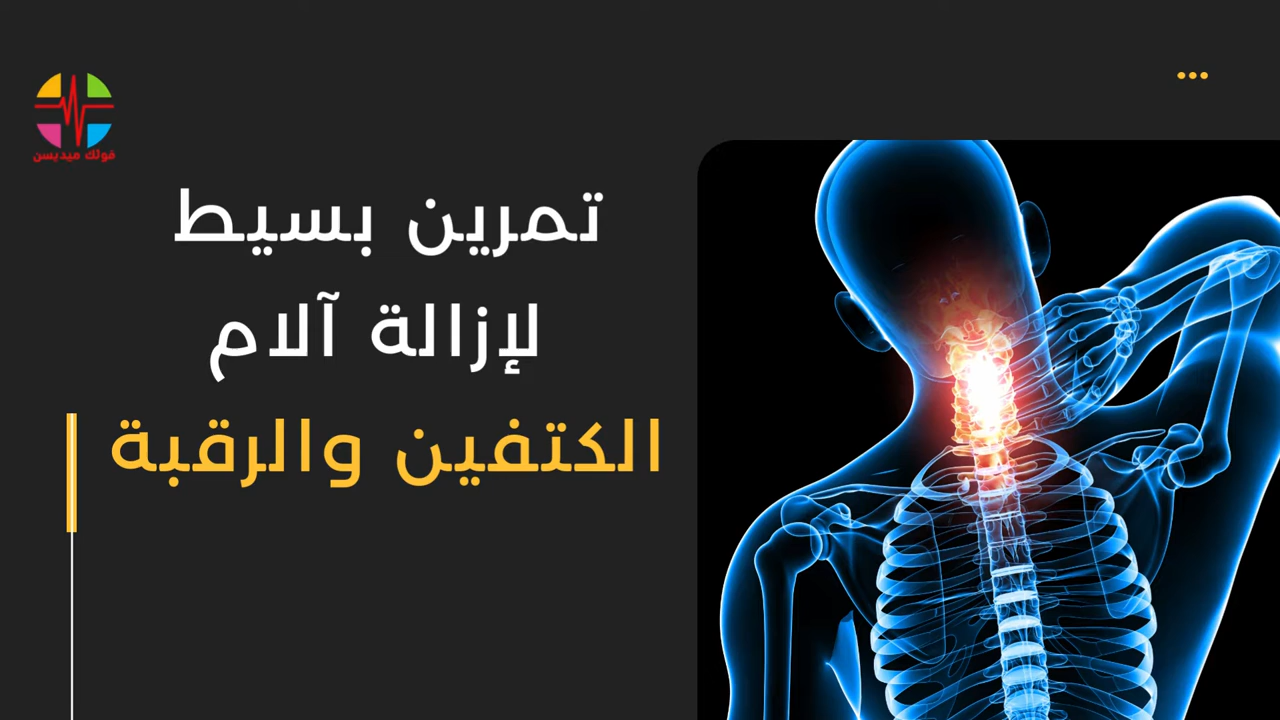 فولك ميديسن
تمرين بسيط
لإزالة آلام
الكتفين والرقبة